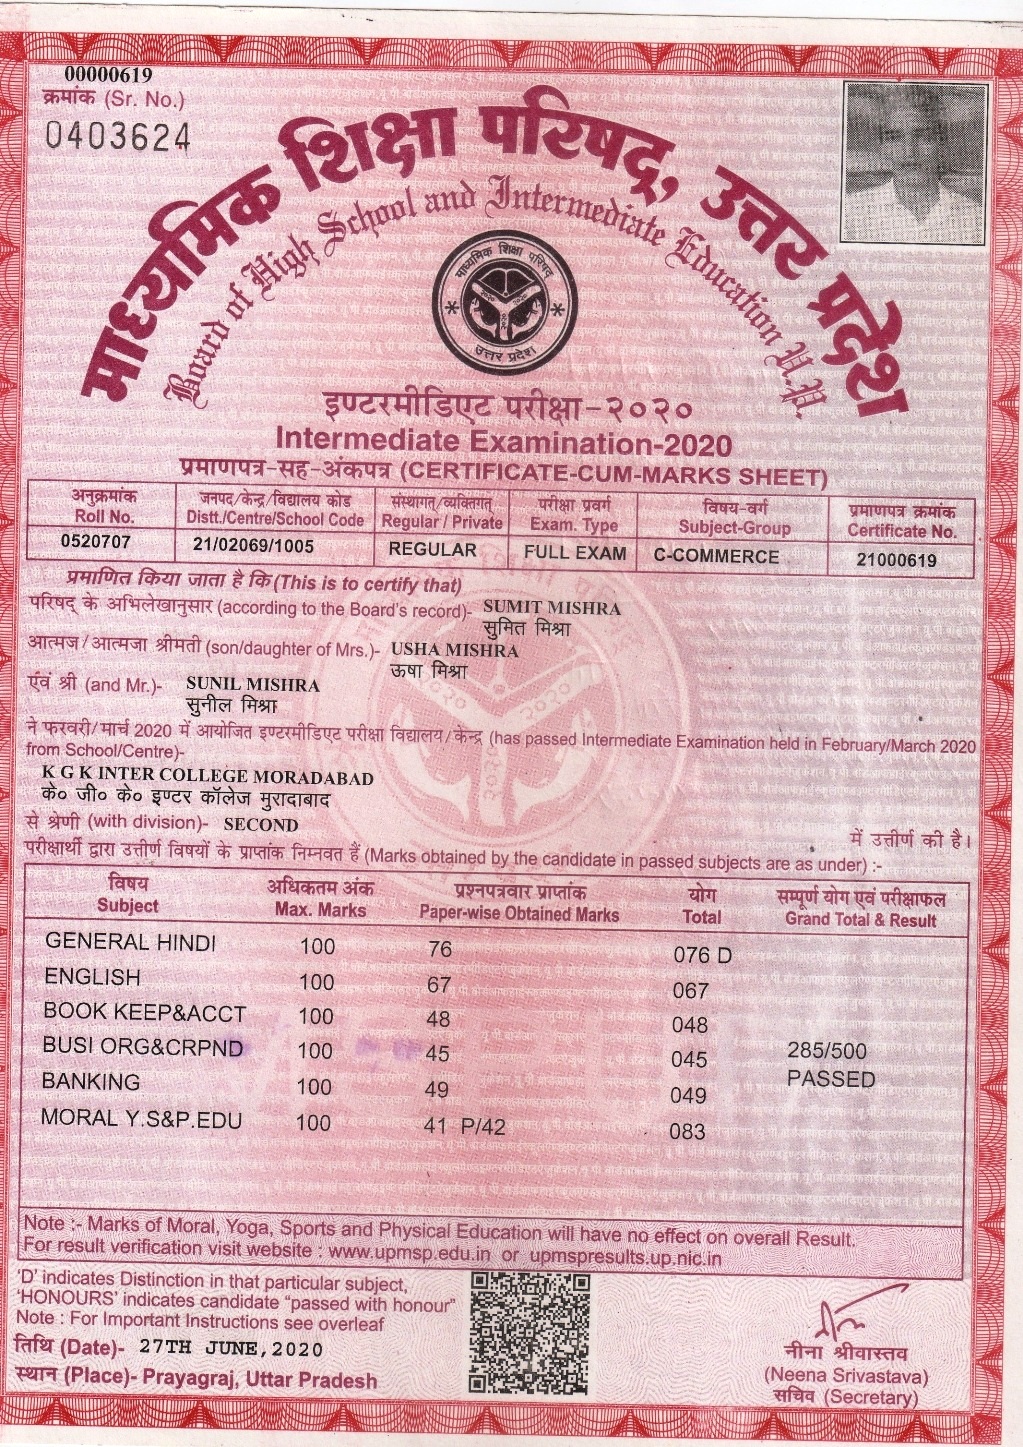 00000619
क्रमांक (Sr. No.)
0403624
माध्यमिक शिक्षा परिषद्, उत्तर प्रदेश
Board of High School and Intermediate Education U.P.
माध्यमिक शिक्षा परिषद
उत्तर प्रदेश
इण्टरमीडिएट परीक्षा-२०२०
Intermediate Examination-2020
प्रमाणपत्र-सह-अंकपत्र (CERTIFICATE-CUM-MARKS SHEET)
अनुक्रमांक जनपद/केन्द्र/विद्यालय कोड संस्थागत/व्यक्तिगत परीक्षा प्रवर्ग विषय-वर्ग प्रमाणपत्र क्रमांक
Roll No. Distt./Centre/School Code Regular / Private Exam. Type Subject-Group Certificate No.
0520707 21/02069/1005 REGULAR FULL EXAM C-COMMERCE 21000619
प्रमाणित किया जाता है कि (This is to certify that)
परिषद के अभिलेखानुसार (according to the Board's record)- SUMIT MISHRA
सुमित मिश्रा
आत्मज/आत्मजा श्रीमती (son/daughter of Mrs.)- USHA MISHRA
ऊषा मिश्रा
एवं श्री (and Mr.)- SUNIL MISHRA
सुनील मिश्रा
ने फरवरी/मार्च 2020 में आयोजित इण्टरमीडिएट परीक्षा विद्यालय/केन्द्र (has passed Intermediate Examination held in February/March 2020
from School/Centre)-
K G K INTER COLLEGE MORADABAD
के० जी० के० इण्टर कॉलेज मुरादाबाद
से श्रेणी (with division)- SECOND में उत्तीर्ण की है।
परीक्षार्थी द्वारा उत्तीर्ण विषयों के प्राप्तांक निम्नवत हैं (Marks obtained by the candidate in passed subjects are as under) :-
विषय अधिकतम अंक प्रश्नपत्रवार प्राप्तांक योग सम्पूर्ण योग एवं परीक्षाफल
Subject Max. Marks Paper-wise Obtained Marks Total Grand Total & Result
GENERAL HINDI 100 76 076 D
ENGLISH 100 67 067
BOOK KEEP&ACCT 100 48 048
BUSI ORG&CRPND 100 45 045 285/500
BANKING 100 49 049 PASSED
MORAL Y.S&P.EDU 100 41 P/42 083
Note :- Marks of Moral, Yoga, Sports and Physical Education will have no effect on overall Result.
For result verification visit website : www.upmsp.edu.in or upmspresults.up.nic.in
'D' indicates Distinction in that particular subject,
'HONOURS' indicates candidate "passed with honour"
Note : For Important Instructions see overleaf
तिथि (Date)- 27TH JUNE,2020
स्थान (Place)- Prayagraj, Uttar Pradesh
नीना श्रीवास्तव
(Neena Srivastava)
सचिव (Secretary)